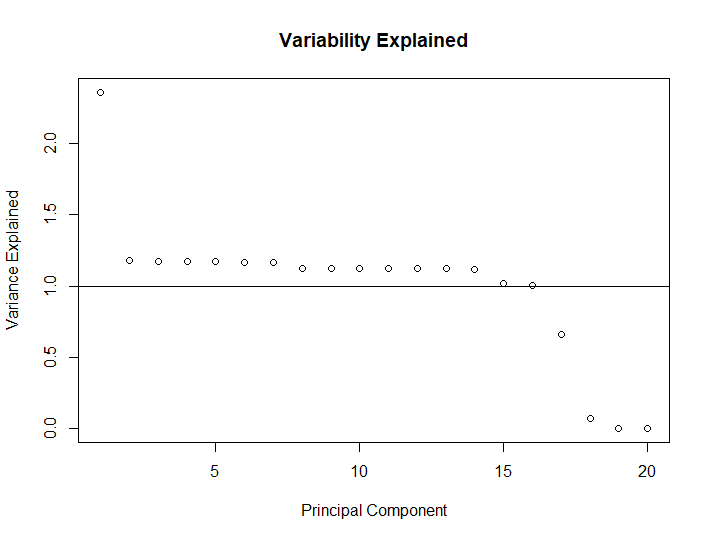 Variability Explained
Variance Explained
2.0
1.5
1.0
0.5
0.0
5 10 15 20
Principal Component